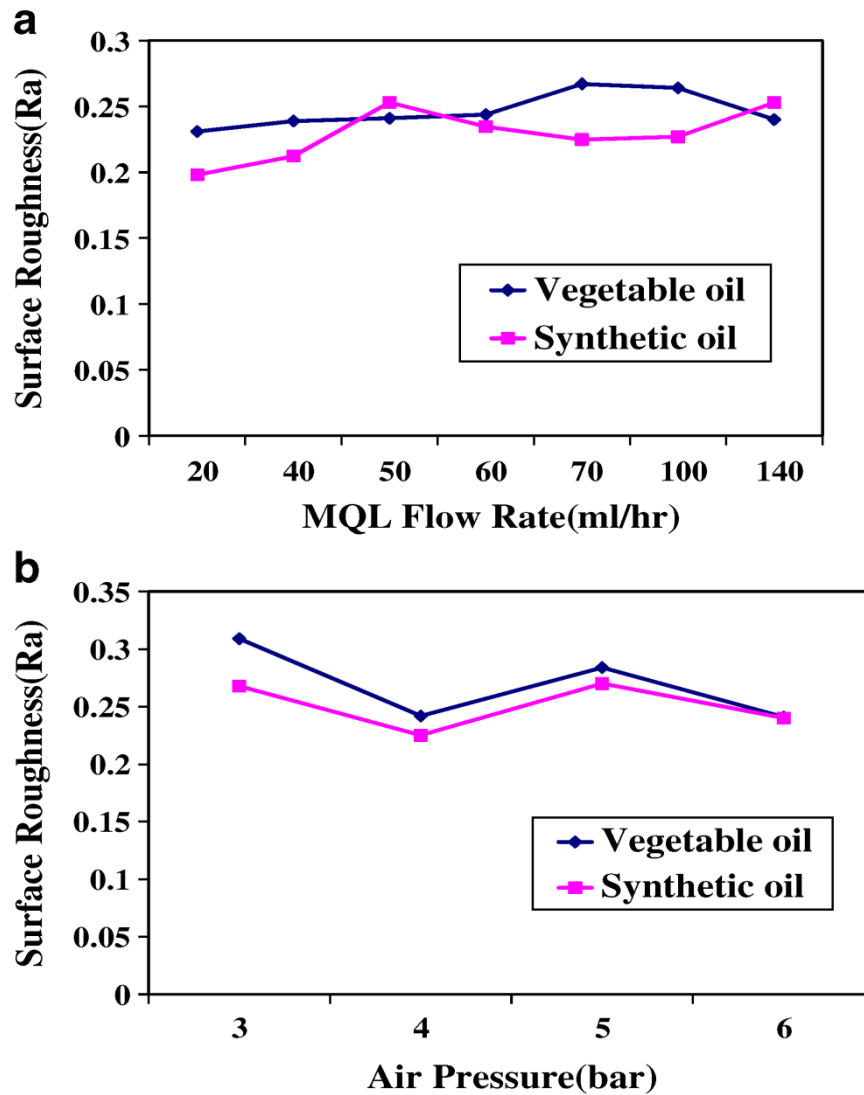 a
Surface Roughness(Ra)
0.3
0.25
0.2
0.15
0.1
0.05
0
Vegetable oil
Synthetic oil
20 40 50 60 70 100 140
MQL Flow Rate(ml/hr)
b
Surface Roughness(Ra)
0.35
0.3
0.25
0.2
0.15
0.1
0.05
0
Vegetable oil
Synthetic oil
3 4 5 6
Air Pressure(bar)